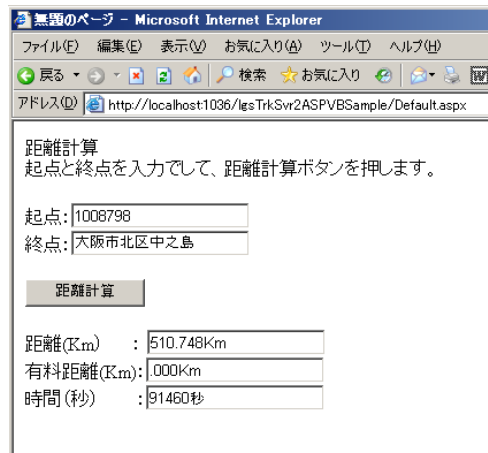 無題のページ - Microsoft Internet Explorer
ファイル(F) 編集(E) 表示(V) お気に入り(A) ツール(T) ヘルプ(H)
戻る 検索 お気に入り
アドレス(D) http://localhost:1036/lgsTrkSvr2ASPVBSample/Default.aspx
距離計算
起点と終点を入力でして、距離計算ボタンを押します。
起点: 1008798
終点: 大阪市北区中之島
距離計算
距離(Km) : 510.748Km
有料距離(Km): .000Km
時間(秒) : 91460秒